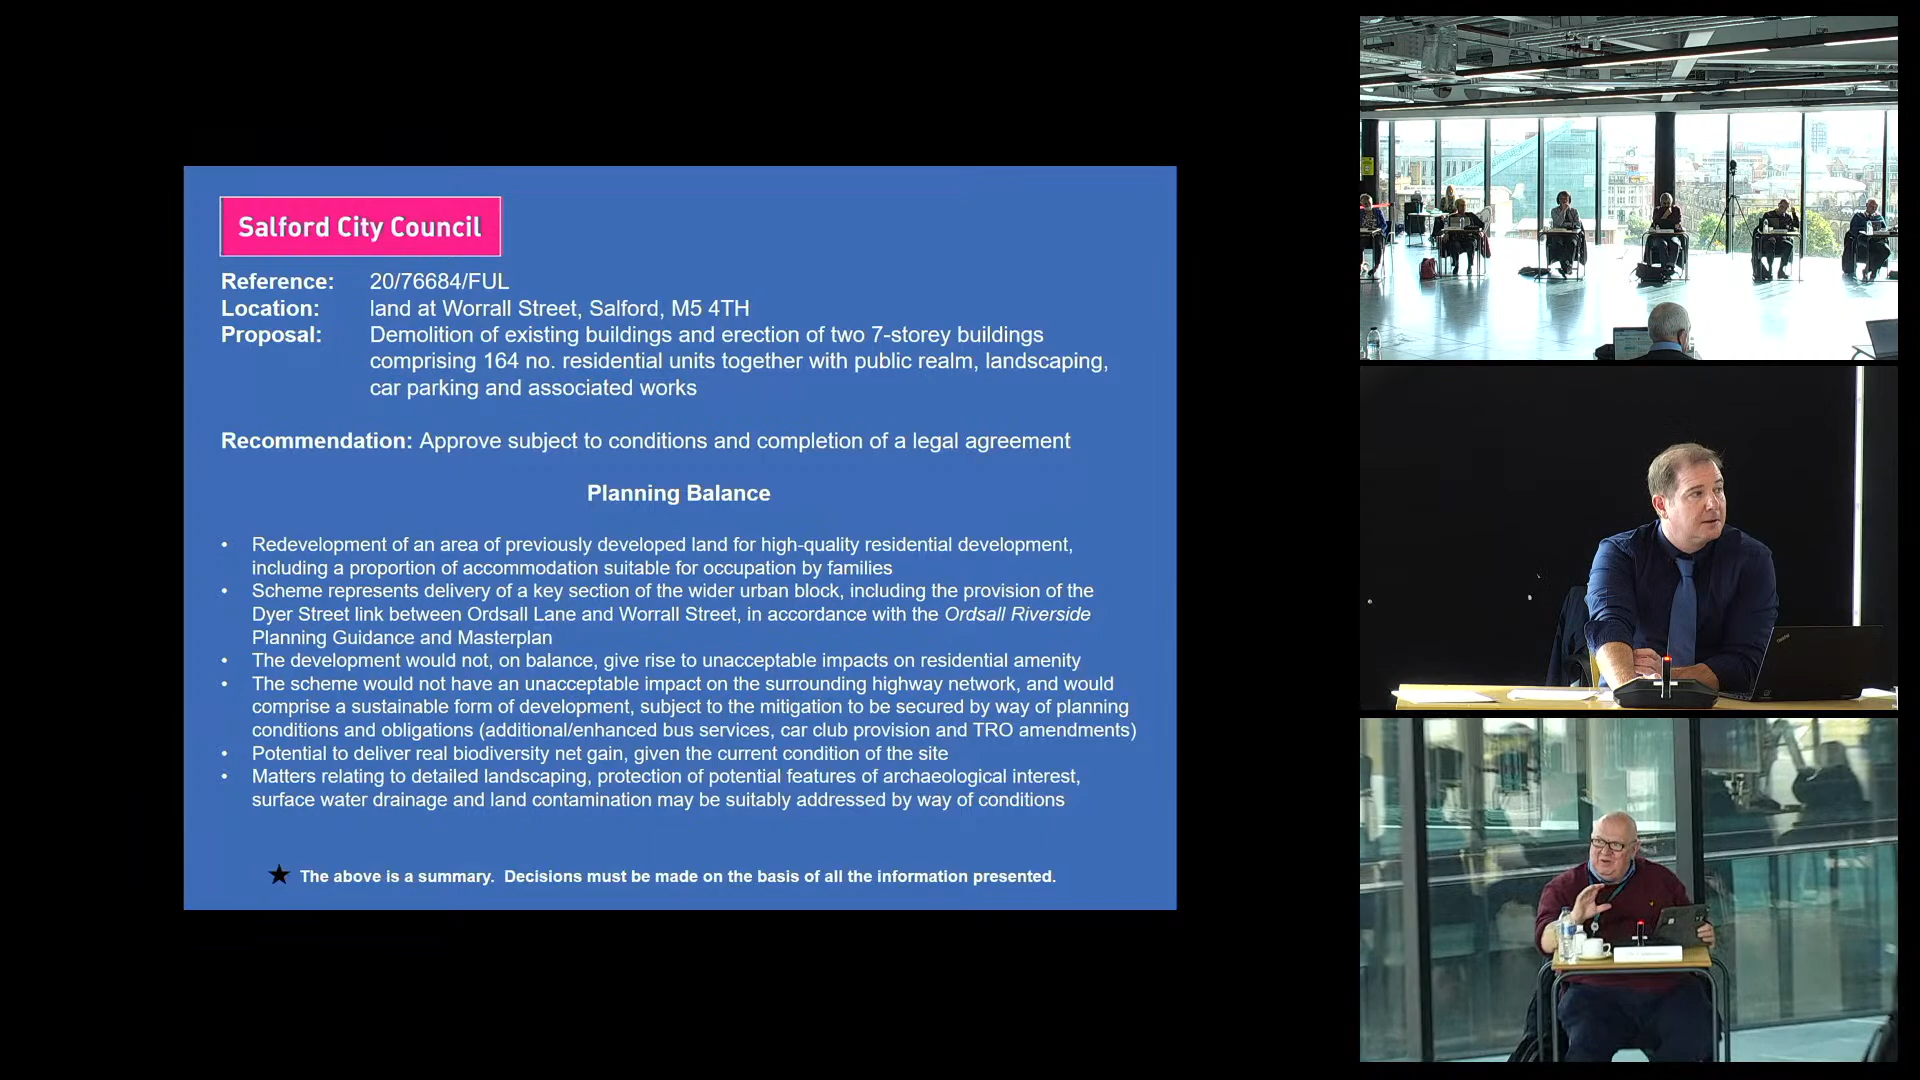 Salford City Council
Reference: 20/76684/FUL
Location: land at Worrall Street, Salford, M5 4TH
Proposal: Demolition of existing buildings and erection of two 7-storey buildings
comprising 164 no. residential units together with public realm, landscaping,
car parking and associated works
Recommendation: Approve subject to conditions and completion of a legal agreement
Planning Balance
• Redevelopment of an area of previously developed land for high-quality residential development,
including a proportion of accommodation suitable for occupation by families
• Scheme represents delivery of a key section of the wider urban block, including the provision of the
Dyer Street link between Ordsall Lane and Worrall Street, in accordance with the Ordsall Riverside
Planning Guidance and Masterplan
• The development would not, on balance, give rise to unacceptable impacts on residential amenity
• The scheme would not have an unacceptable impact on the surrounding highway network, and would
comprise a sustainable form of development, subject to the mitigation to be secured by way of planning
conditions and obligations (additional/enhanced bus services, car club provision and TRO amendments)
• Potential to deliver real biodiversity net gain, given the current condition of the site
• Matters relating to detailed landscaping, protection of potential features of archaeological interest,
surface water drainage and land contamination may be suitably addressed by way of conditions
★ The above is a summary. Decisions must be made on the basis of all the information presented.